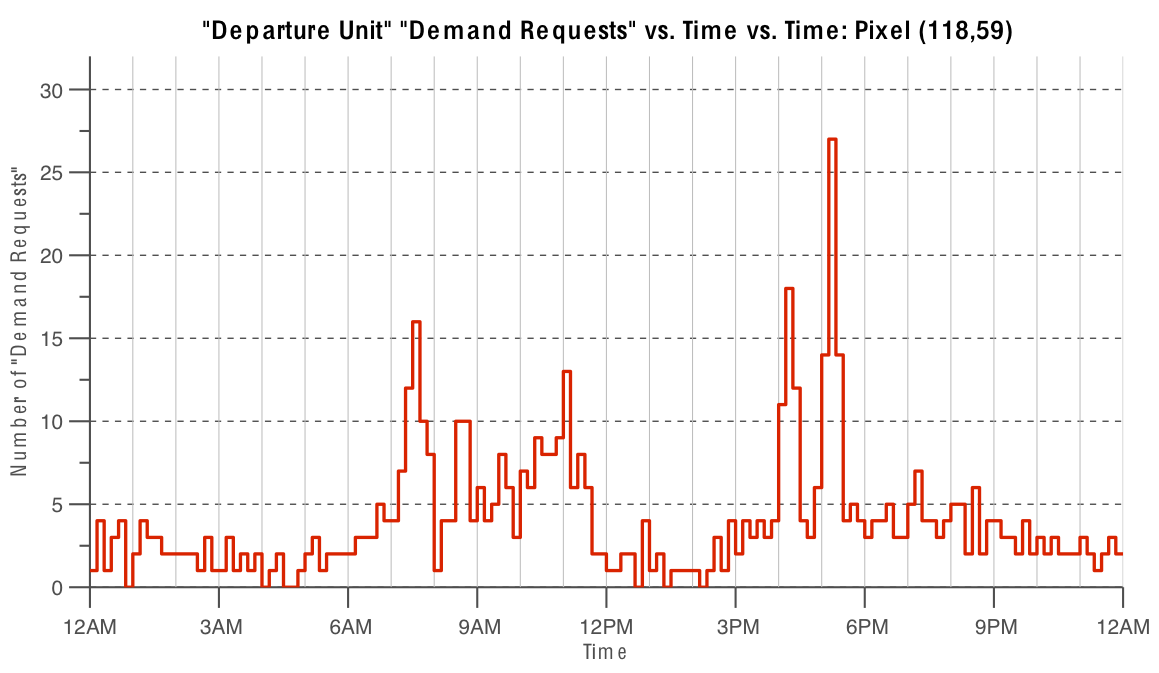 "Departure Unit" "Demand Requests" vs. Time vs. Time: Pixel (118,59)
Number of "Demand Requests"
30
25
20
15
10
5
0
12AM 3AM 6AM 9AM 12PM 3PM 6PM 9PM 12AM
Time